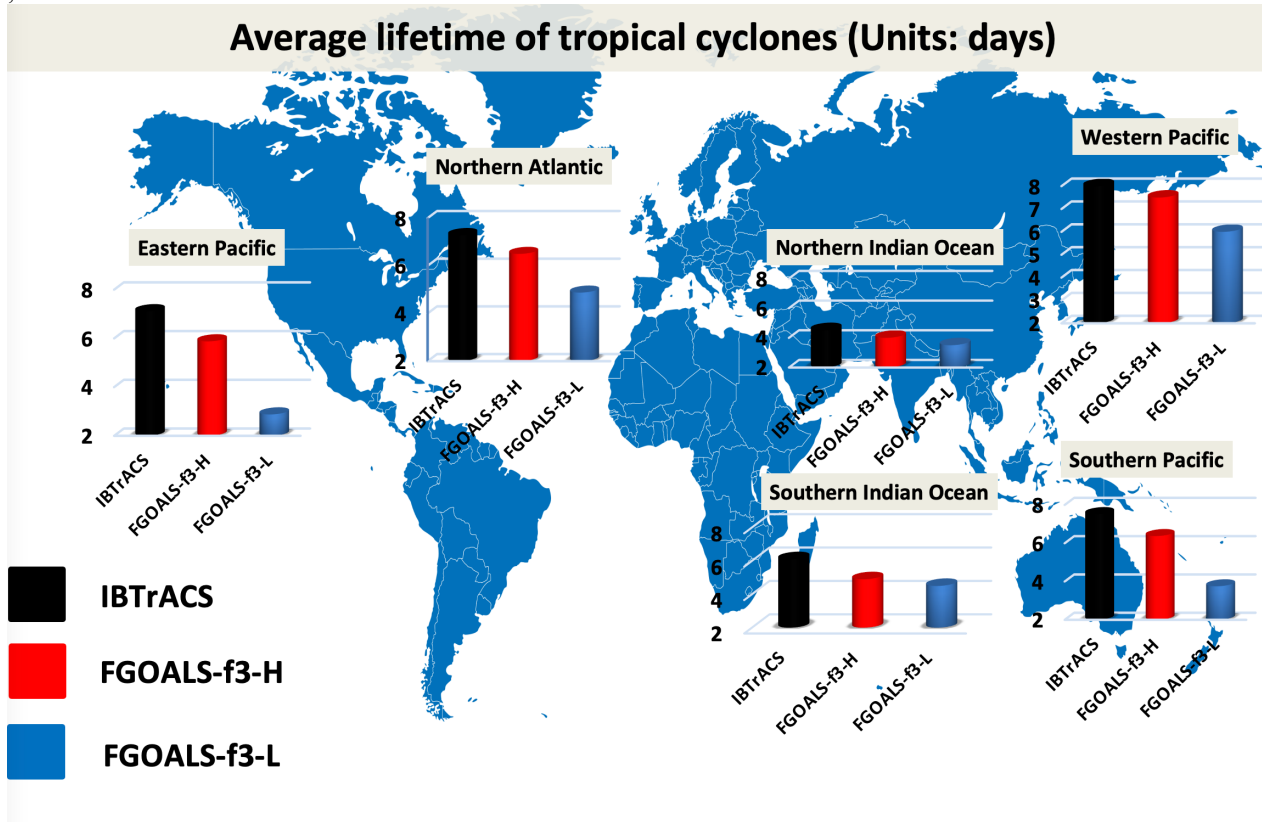 Average lifetime of tropical cyclones (Units: days)
Eastern Pacific
8
6
4
2
IBTrACS
FGOALS-f3-H
FGOALS-f3-L
Northern Atlantic
8
6
4
2
IBTrACS
FGOALS-f3-H
FGOALS-f3-L
Northern Indian Ocean
8
6
4
2
IBTrACS
FGOALS-f3-H
FGOALS-f3-L
Western Pacific
8
7
6
5
4
3
2
IBTrACS
FGOALS-f3-H
FGOALS-f3-L
Southern Indian Ocean
8
6
4
2
IBTrACS
FGOALS-f3-H
FGOALS-f3-L
Southern Pacific
8
6
4
2
IBTrACS
FGOALS-f3-H
FGOALS-f3-L
IBTrACS
FGOALS-f3-H
FGOALS-f3-L